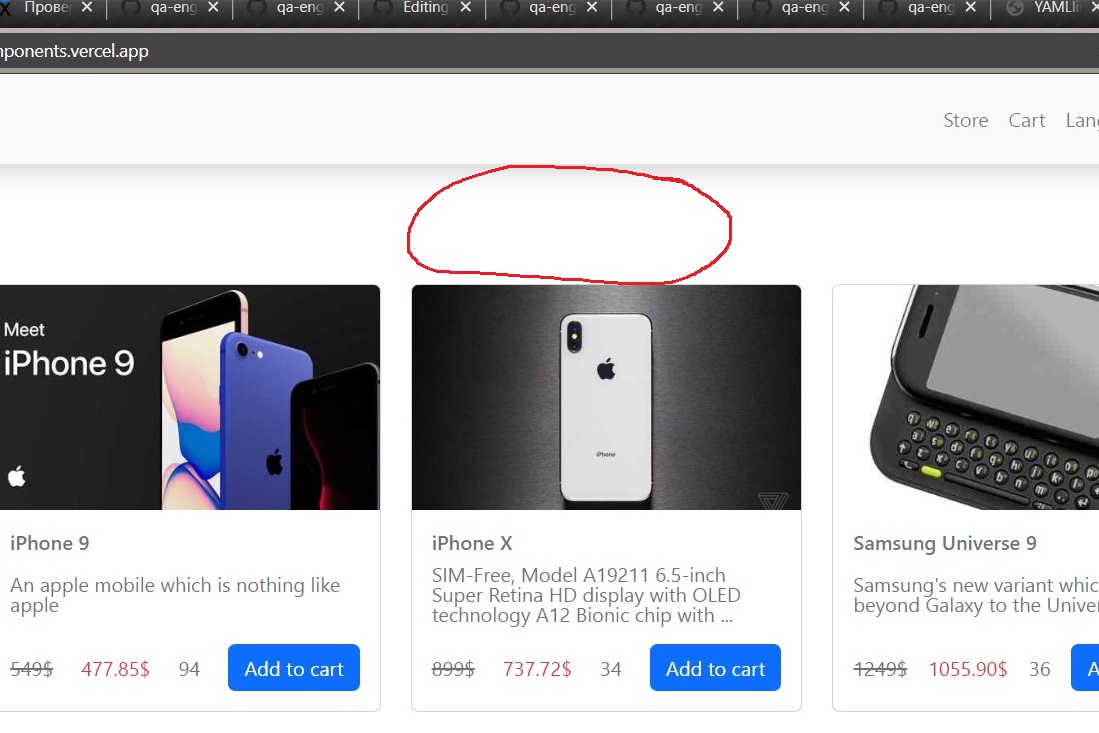 Прове qa-eng qa-eng Editing qa-eng qa-eng qa-eng qa-eng YAMLli
ponents.vercel.app
Store Cart Lang
Meet
iPhone 9
iPhone
iPhone 9
An apple mobile which is nothing like
apple
549$ 477.85$ 94 Add to cart
iPhone X
SIM-Free, Model A19211 6.5-inch
Super Retina HD display with OLED
technology A12 Bionic chip with ...
899$ 737.72$ 34 Add to cart
Samsung Universe 9
Samsung's new variant whic
beyond Galaxy to the Univer
1249$ 1055.90$ 36 A